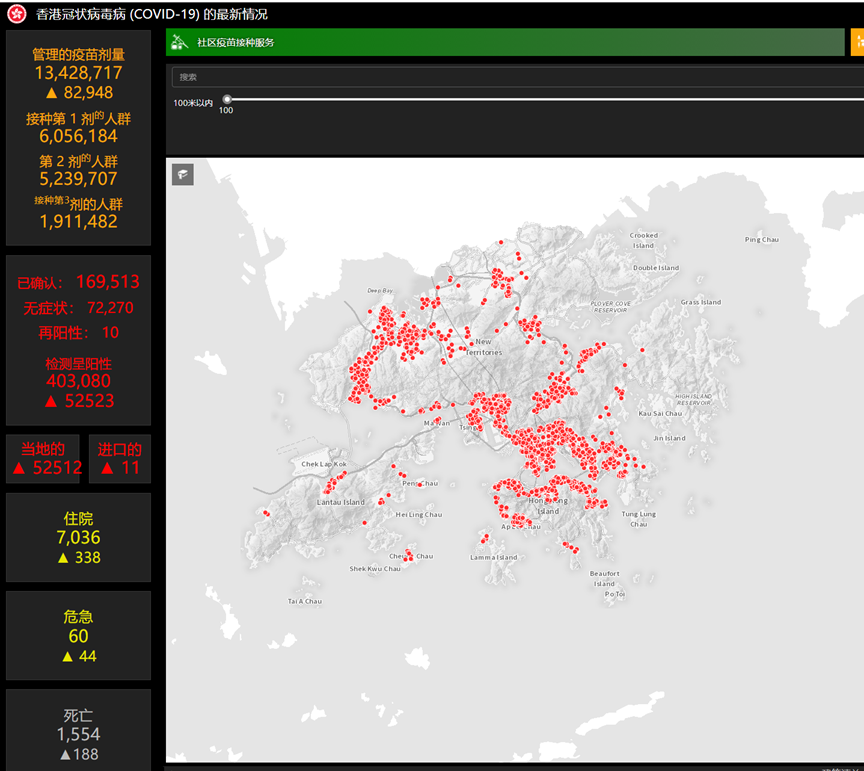 香港冠状病毒病 (COVID-19) 的最新情况
管理的疫苗剂量
13,428,717
▲ 82,948
接种第 1 剂的人群
6,056,184
第 2 剂的人群
5,239,707
接种第3剂的人群
1,911,482
已确认： 169,513
无症状： 72,270
再阳性： 10
检测呈阳性
403,080
▲ 52523
当地的
▲ 52512
进口的
▲ 11
住院
7,036
▲ 338
危急
60
▲ 44
死亡
1,554
▲188
社区疫苗接种服务
搜索
100米以内
100
Crooked
Island
Ping Chau
Double Island
Deep Bay
Grass Island
PLOVER COVE
RESERVOIR
New
Territories
HIGH ISLAND
RESERVOIR
Kau Sai Chau
Ma Wan
Tsing
Jin Island
Chek Lap Kok
Peng Chau
Lantau Island
Hong Kong
Island
Hei Ling Chau
Tung Lung
Chau
Ap Lei Chau
Cheung Chau
Lamma Island
Shek Kwu Chau
Beaufort
Island
Po Toi
Tai A Chau